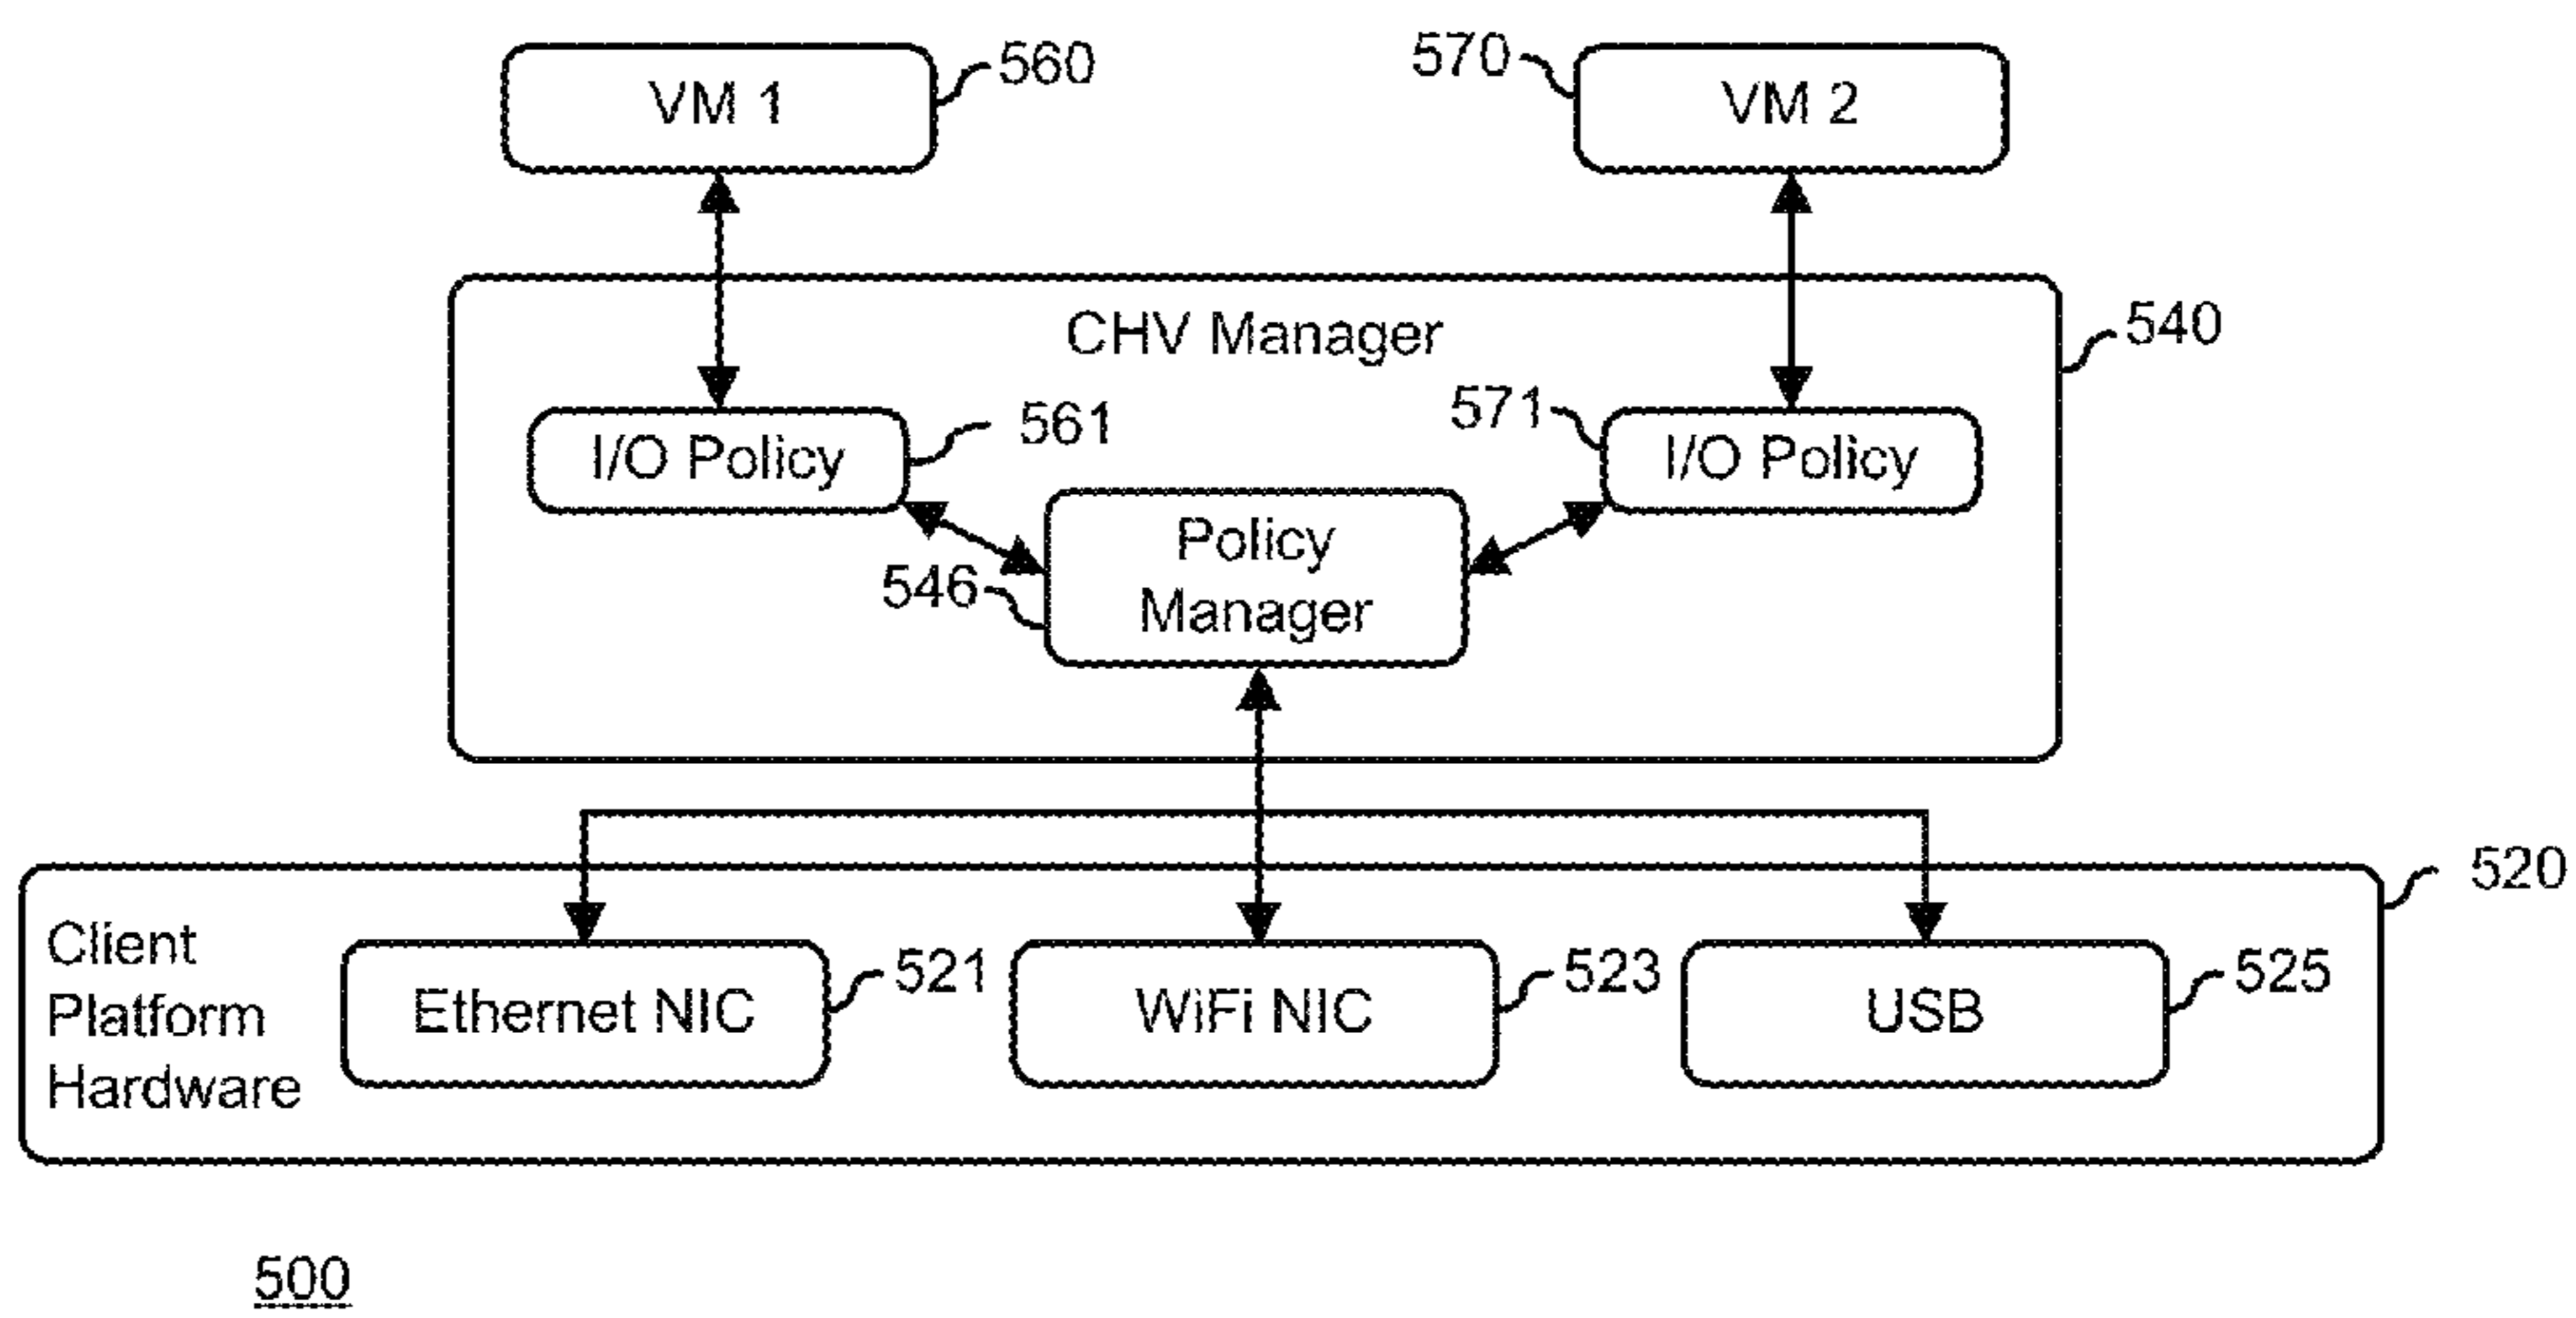 VM 1
560
570
VM 2
CHV Manager
540
I/O Policy
561
571
I/O Policy
Policy
Manager
546
520
Client
Platform
Hardware
Ethernet NIC
521
WiFi NIC
523
USB
525
500